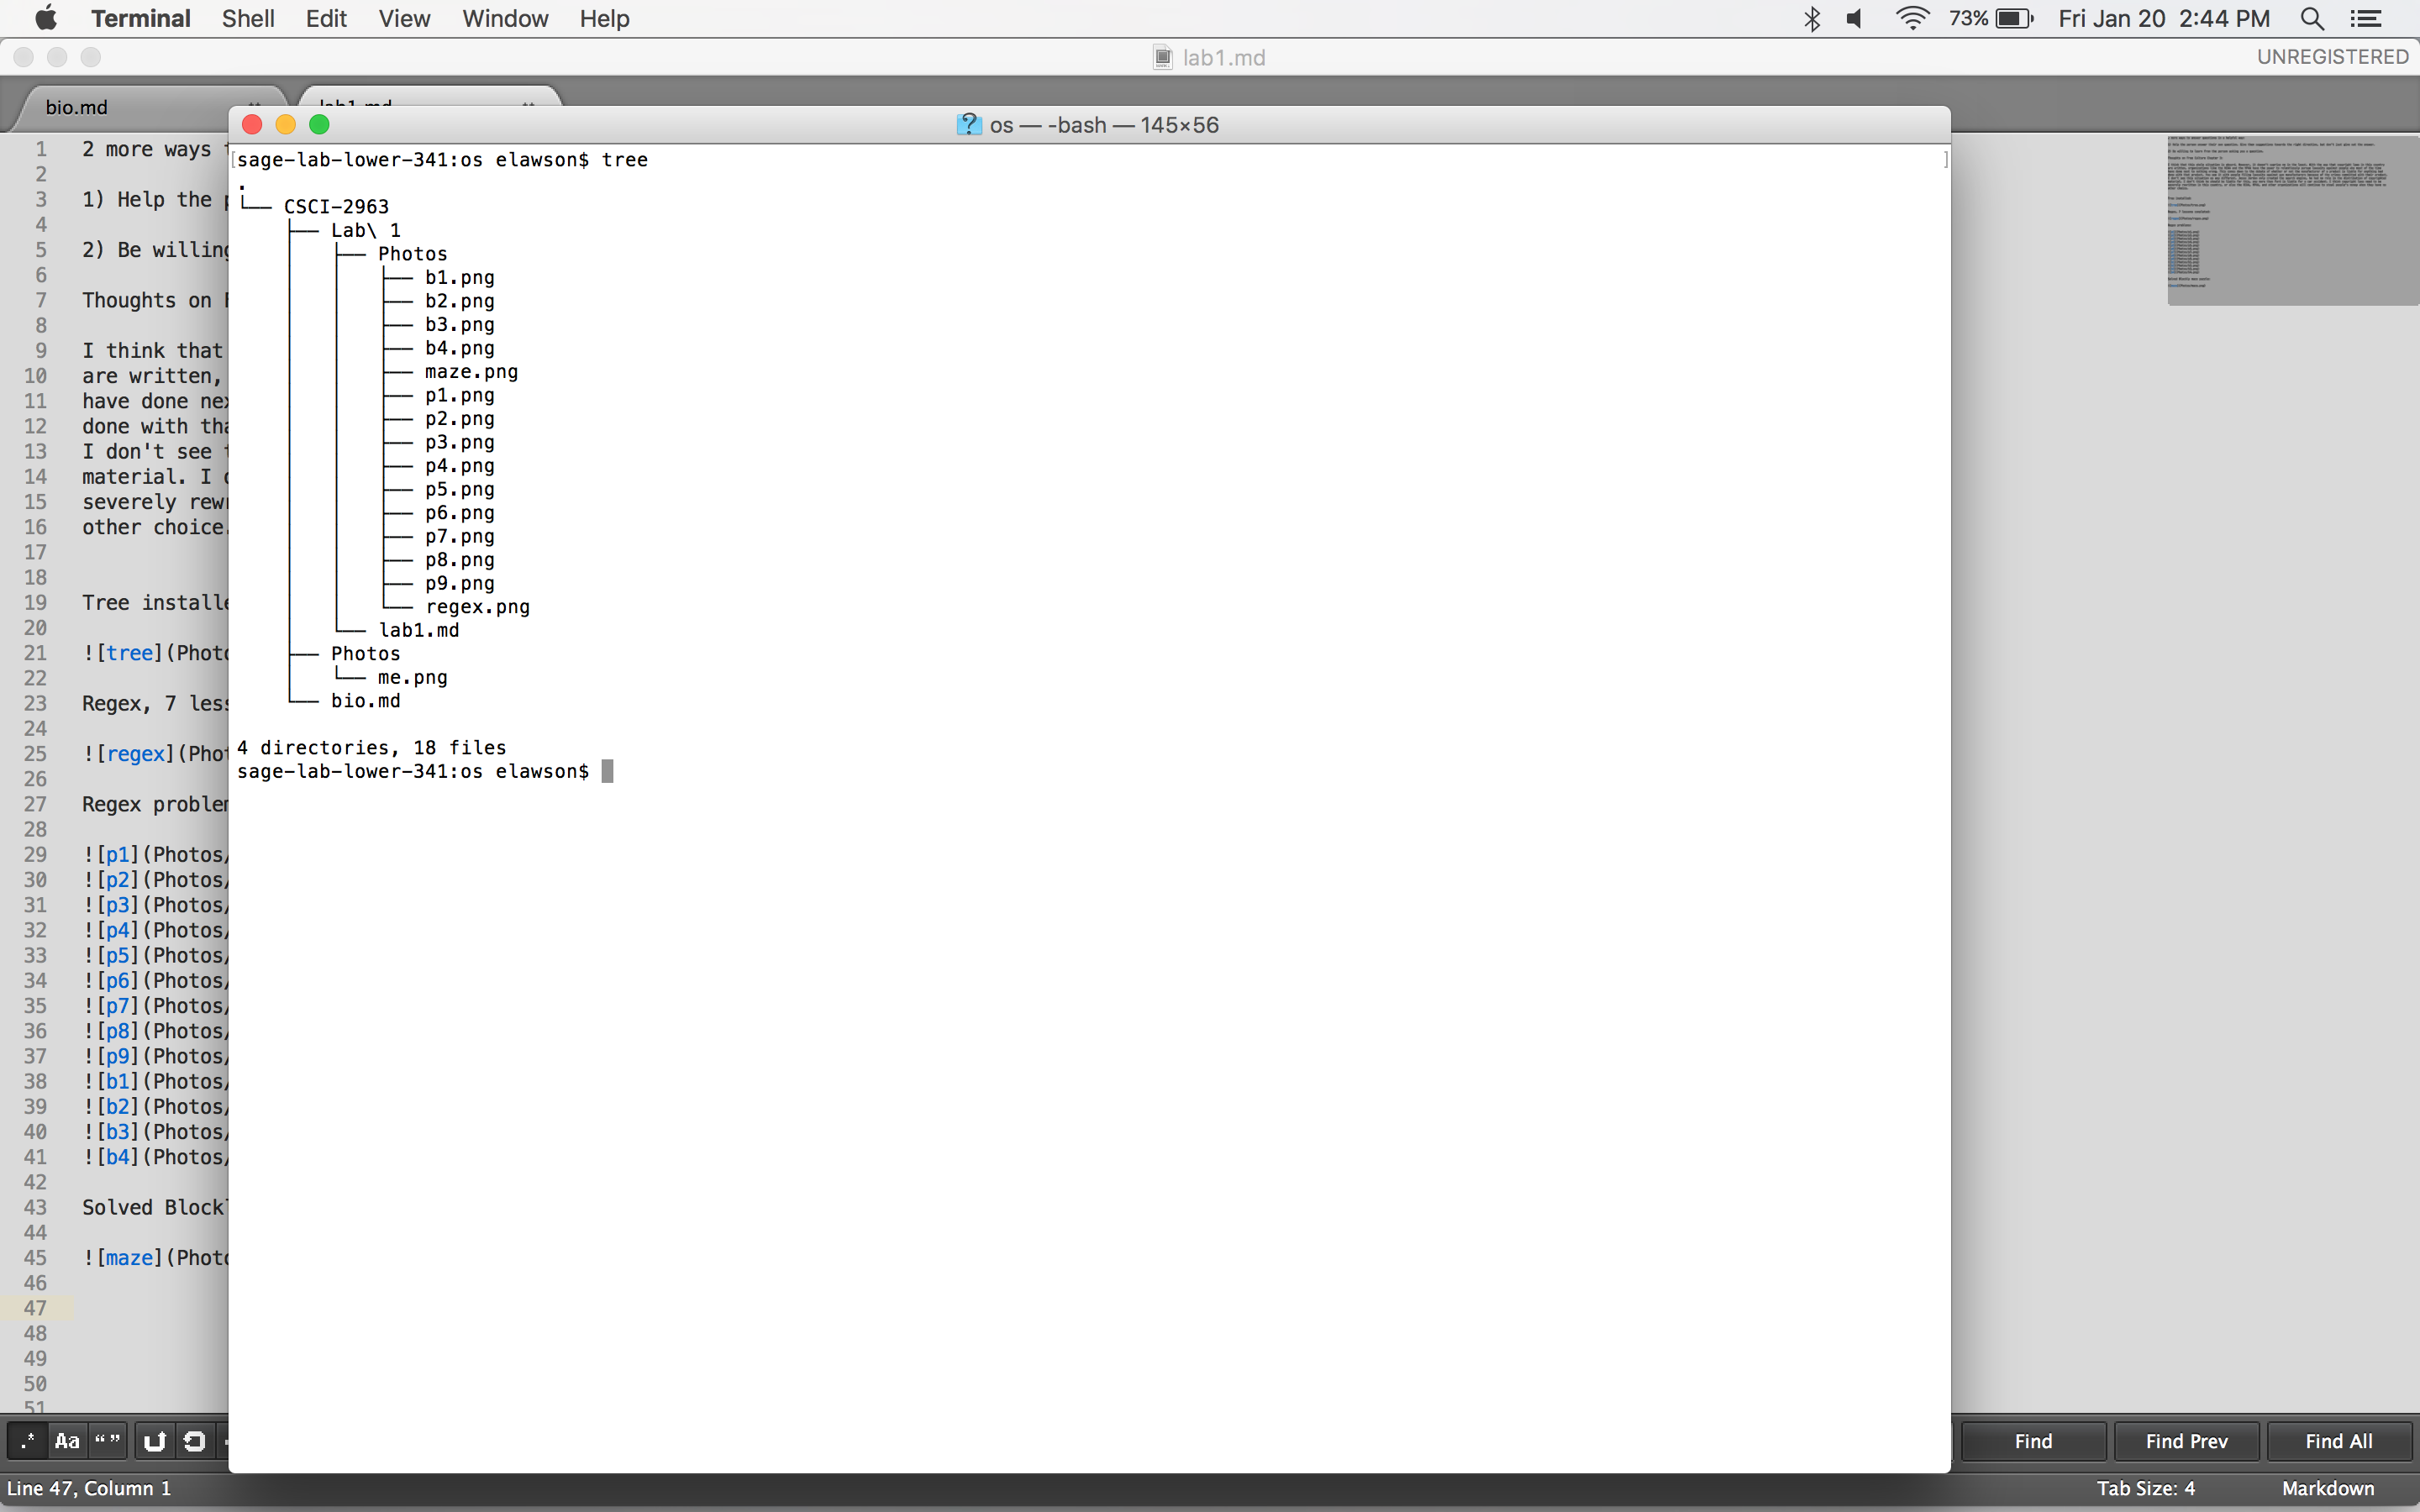 Terminal Shell Edit View Window Help 73% Fri Jan 20 2:44 PM
lab1.md UNREGISTERED
bio.md lab1.md
os — -bash — 145×56
sage-lab-lower-341:os elawson$ tree
.
└── CSCI-2963
    ├── Lab\ 1
    │   ├── Photos
    │   │   ├── b1.png
    │   │   ├── b2.png
    │   │   ├── b3.png
    │   │   ├── b4.png
    │   │   ├── maze.png
    │   │   ├── p1.png
    │   │   ├── p2.png
    │   │   ├── p3.png
    │   │   ├── p4.png
    │   │   ├── p5.png
    │   │   ├── p6.png
    │   │   ├── p7.png
    │   │   ├── p8.png
    │   │   ├── p9.png
    │   │   └── regex.png
    │   └── lab1.md
    ├── Photos
    │   └── me.png
    └── bio.md
4 directories, 18 files
sage-lab-lower-341:os elawson$
1 2 more ways
2
3 1) Help the
4
5 2) Be willing
6
7 Thoughts on
8
9 I think that
10 are written,
11 have done
12 done with
13 I don't see
14 material. I
15 severely
16 other choice.
17
18
19 Tree
20
21 ![tree](
22
23 Regex, 7
24
25 ![regex](
26
27 Regex
28
29 ![p1](Photos/
30 ![p2](Photos/
31 ![p3](Photos/
32 ![p4](Photos/
33 ![p5](Photos/
34 ![p6](Photos/
35 ![p7](Photos/
36 ![p8](Photos/
37 ![p9](Photos/
38 ![b1](Photos/
39 ![b2](Photos/
40 ![b3](Photos/
41 ![b4](Photos/
42
43 Solved
44
45 ![maze](
46
47
48
49
50
51
.* Aa “ ” Find Find Prev Find All
Line 47, Column 1 Tab Size: 4 Markdown